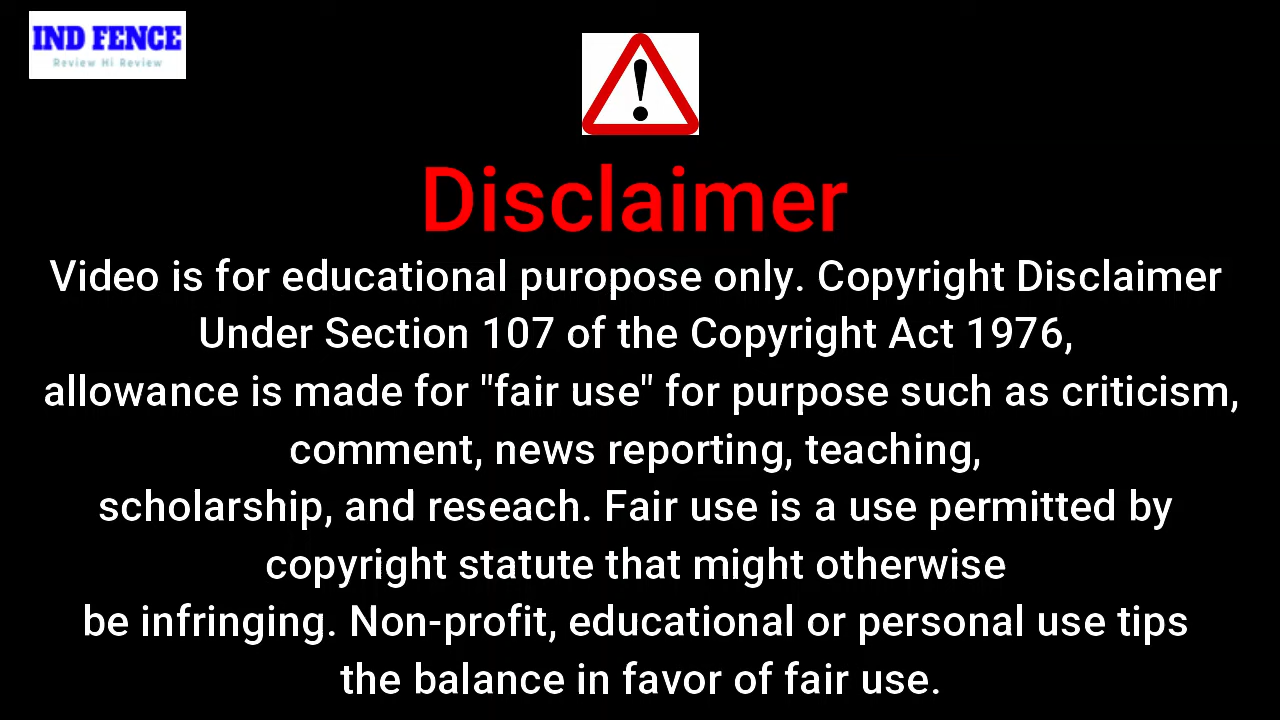 IND FENCE
Review Hi Review
Disclaimer
Video is for educational puropose only. Copyright Disclaimer
Under Section 107 of the Copyright Act 1976,
allowance is made for "fair use" for purpose such as criticism,
comment, news reporting, teaching,
scholarship, and reseach. Fair use is a use permitted by
copyright statute that might otherwise
be infringing. Non-profit, educational or personal use tips
the balance in favor of fair use.